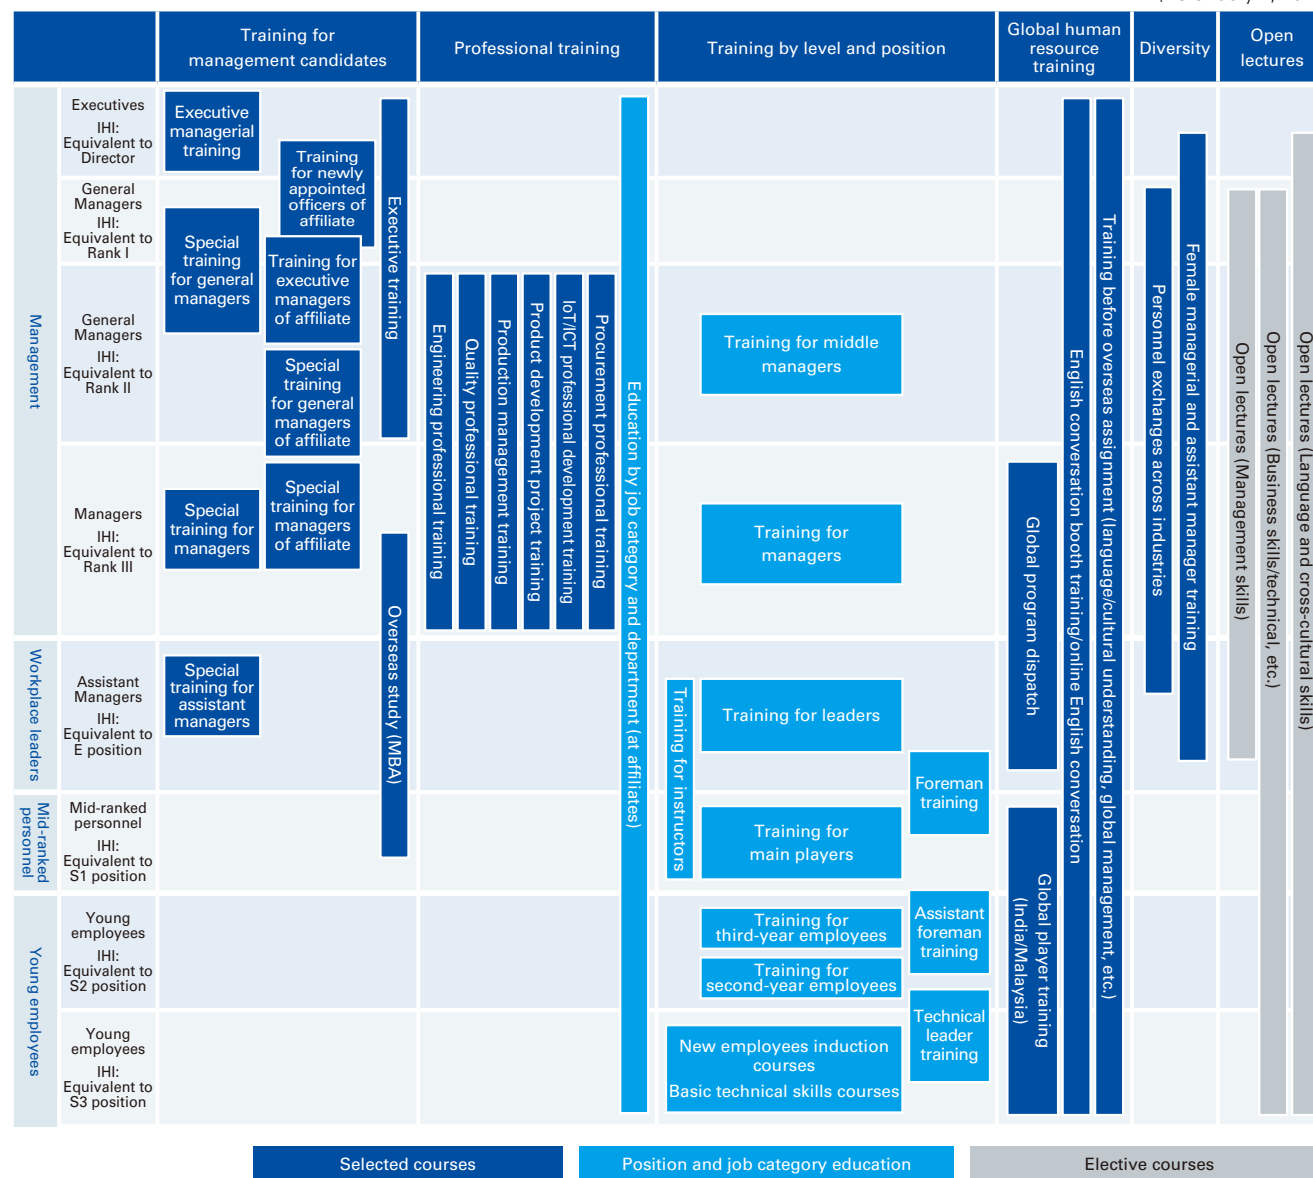 Training for
management candidates
Professional training
Training by level and position
Global human
resource
training
Diversity
Open
lectures
Management
Executives
IHI:
Equivalent to
Director
General
Managers
IHI:
Equivalent to
Rank I
General
Managers
IHI:
Equivalent to
Rank II
Managers
IHI:
Equivalent to
Rank III
Workplace leaders
Assistant
Managers
IHI:
Equivalent to
E position
Mid-ranked
personnel
Mid-ranked
personnel
IHI:
Equivalent to
S1 position
Young employees
Young
employees
IHI:
Equivalent to
S2 position
Young
employees
IHI:
Equivalent to
S3 position
Executive
managerial
training
Training
for newly
appointed
officers of
affiliate
Executive training
Special
training
for general
managers
Training for
executive
managers
of affiliate
Special
training
for general
managers
of affiliate
Special
training for
managers
Special
training for
managers
of affiliate
Overseas study (MBA)
Special
training for
assistant
managers
Engineering professional training
Quality professional training
Production management training
Product development project training
IoT/ICT professional development training
Procurement professional training
Education by job category and department (at affiliates)
Training for middle
managers
Training for
managers
Training for instructors
Training for leaders
Foreman
training
Training for
main players
Training for
third-year employees
Assistant
foreman
training
Training for
second-year employees
Technical
leader
training
New employees induction
courses
Basic technical skills courses
Global program dispatch
Global player training
(India/Malaysia)
English conversation booth training/online English conversation
Training before overseas assignment (language/cultural understanding, global management, etc.)
Personnel exchanges across
industries
Female managerial and assistant manager
training
Open lectures (Management
skills)
Open lectures (Business skills/technical, etc.)
Open lectures (Language and cross-cultural skills)
Selected courses
Position and job category education
Elective courses